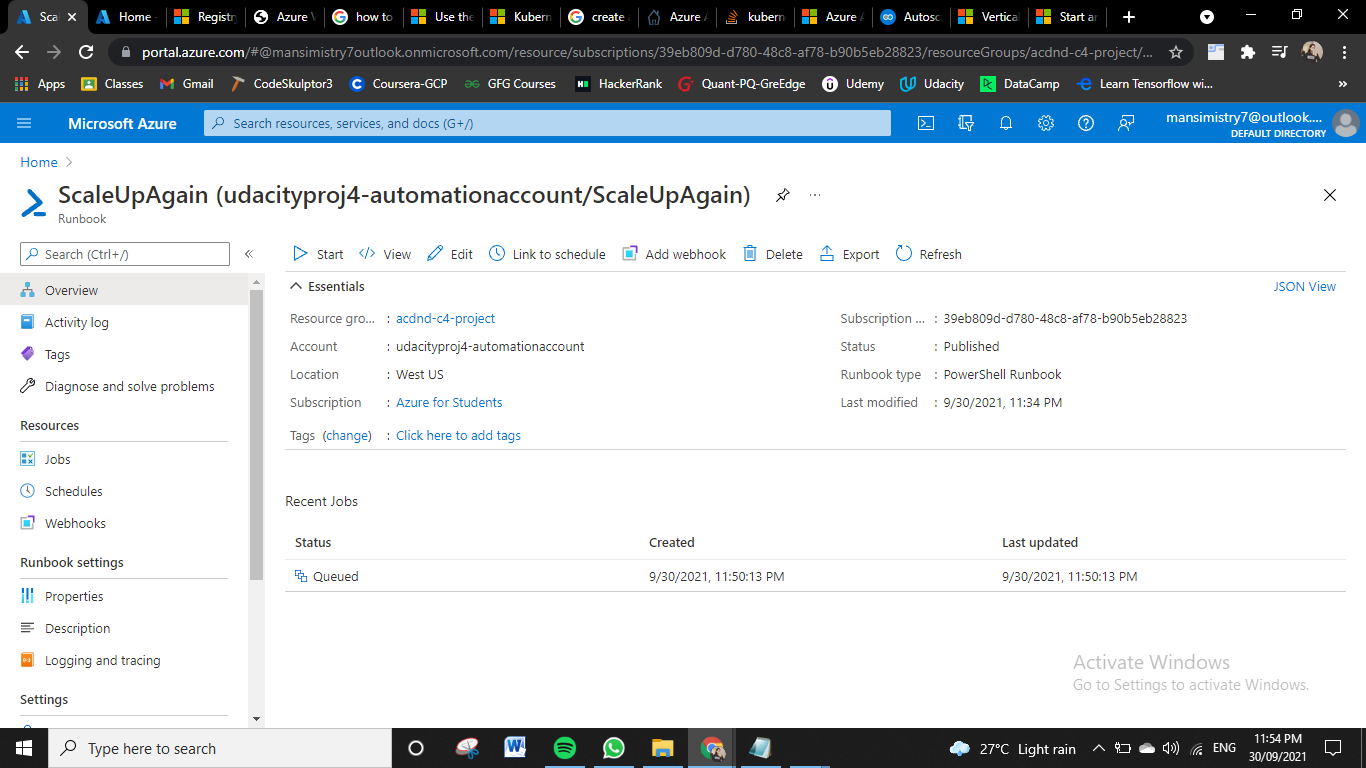 Scal
Home -
Registr
Azure V
how to
Use the
Kubern
create
Azure A
kubern
Azure A
Autosc
Vertical
Start ar
portal.azure.com/#@mansimistry7outlook.onmicrosoft.com/resource/subscriptions/39eb809d-d780-48c8-af78-b90b5eb28823/resourceGroups/acdnd-c4-project/...
Apps
Classes
Gmail
CodeSkulptor3
Coursera-GCP
GFG Courses
HackerRank
Quant-PQ-GreEdge
Udemy
Udacity
DataCamp
Learn Tensorflow wi...
Microsoft Azure
Search resources, services, and docs (G+/)
mansimistry7@outlook....
DEFAULT DIRECTORY
Home
ScaleUpAgain (udacityproj4-automationaccount/ScaleUpAgain)
Runbook
Search (Ctrl+/)
Start
View
Edit
Link to schedule
Add webhook
Delete
Export
Refresh
Overview
Activity log
Tags
Diagnose and solve problems
Resources
Jobs
Schedules
Webhooks
Runbook settings
Properties
Description
Logging and tracing
Settings
Essentials
JSON View
Resource gro... : acdnd-c4-project
Account : udacityproj4-automationaccount
Location : West US
Subscription : Azure for Students
Subscription ... : 39eb809d-d780-48c8-af78-b90b5eb28823
Status : Published
Runbook type : PowerShell Runbook
Last modified : 9/30/2021, 11:34 PM
Tags (change) : Click here to add tags
Recent Jobs
Status Created Last updated
Queued 9/30/2021, 11:50:13 PM 9/30/2021, 11:50:13 PM
Activate Windows
Go to Settings to activate Windows.
Type here to search
27°C Light rain
ENG
11:54 PM
30/09/2021